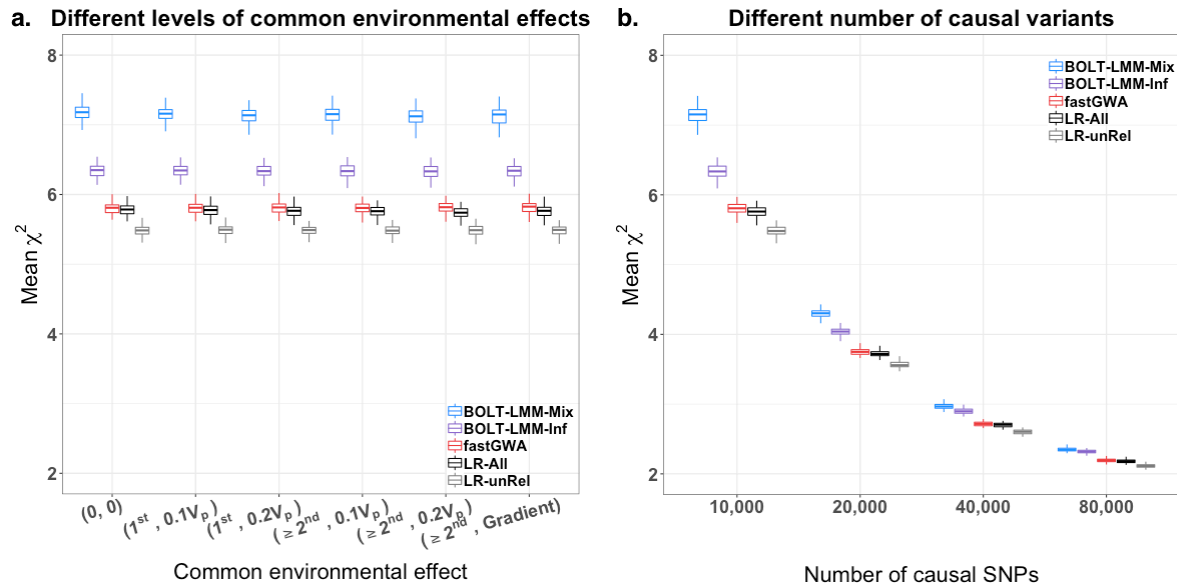 a. Different levels of common environmental effects
Mean χ²
8
6
4
2
BOLT-LMM-Mix
BOLT-LMM-Inf
fastGWA
LR-All
LR-unRel
(0, 0)
(1ˢᵗ , 0.1Vₚ)
(1ˢᵗ , 0.2Vₚ)
(≥ 2ⁿᵈ , 0.1Vₚ)
(≥ 2ⁿᵈ , 0.2Vₚ)
(≥ 2ⁿᵈ , Gradient)
Common environmental effect
b. Different number of causal variants
Mean χ²
8
6
4
2
BOLT-LMM-Mix
BOLT-LMM-Inf
fastGWA
LR-All
LR-unRel
10,000 20,000 40,000 80,000
Number of causal SNPs